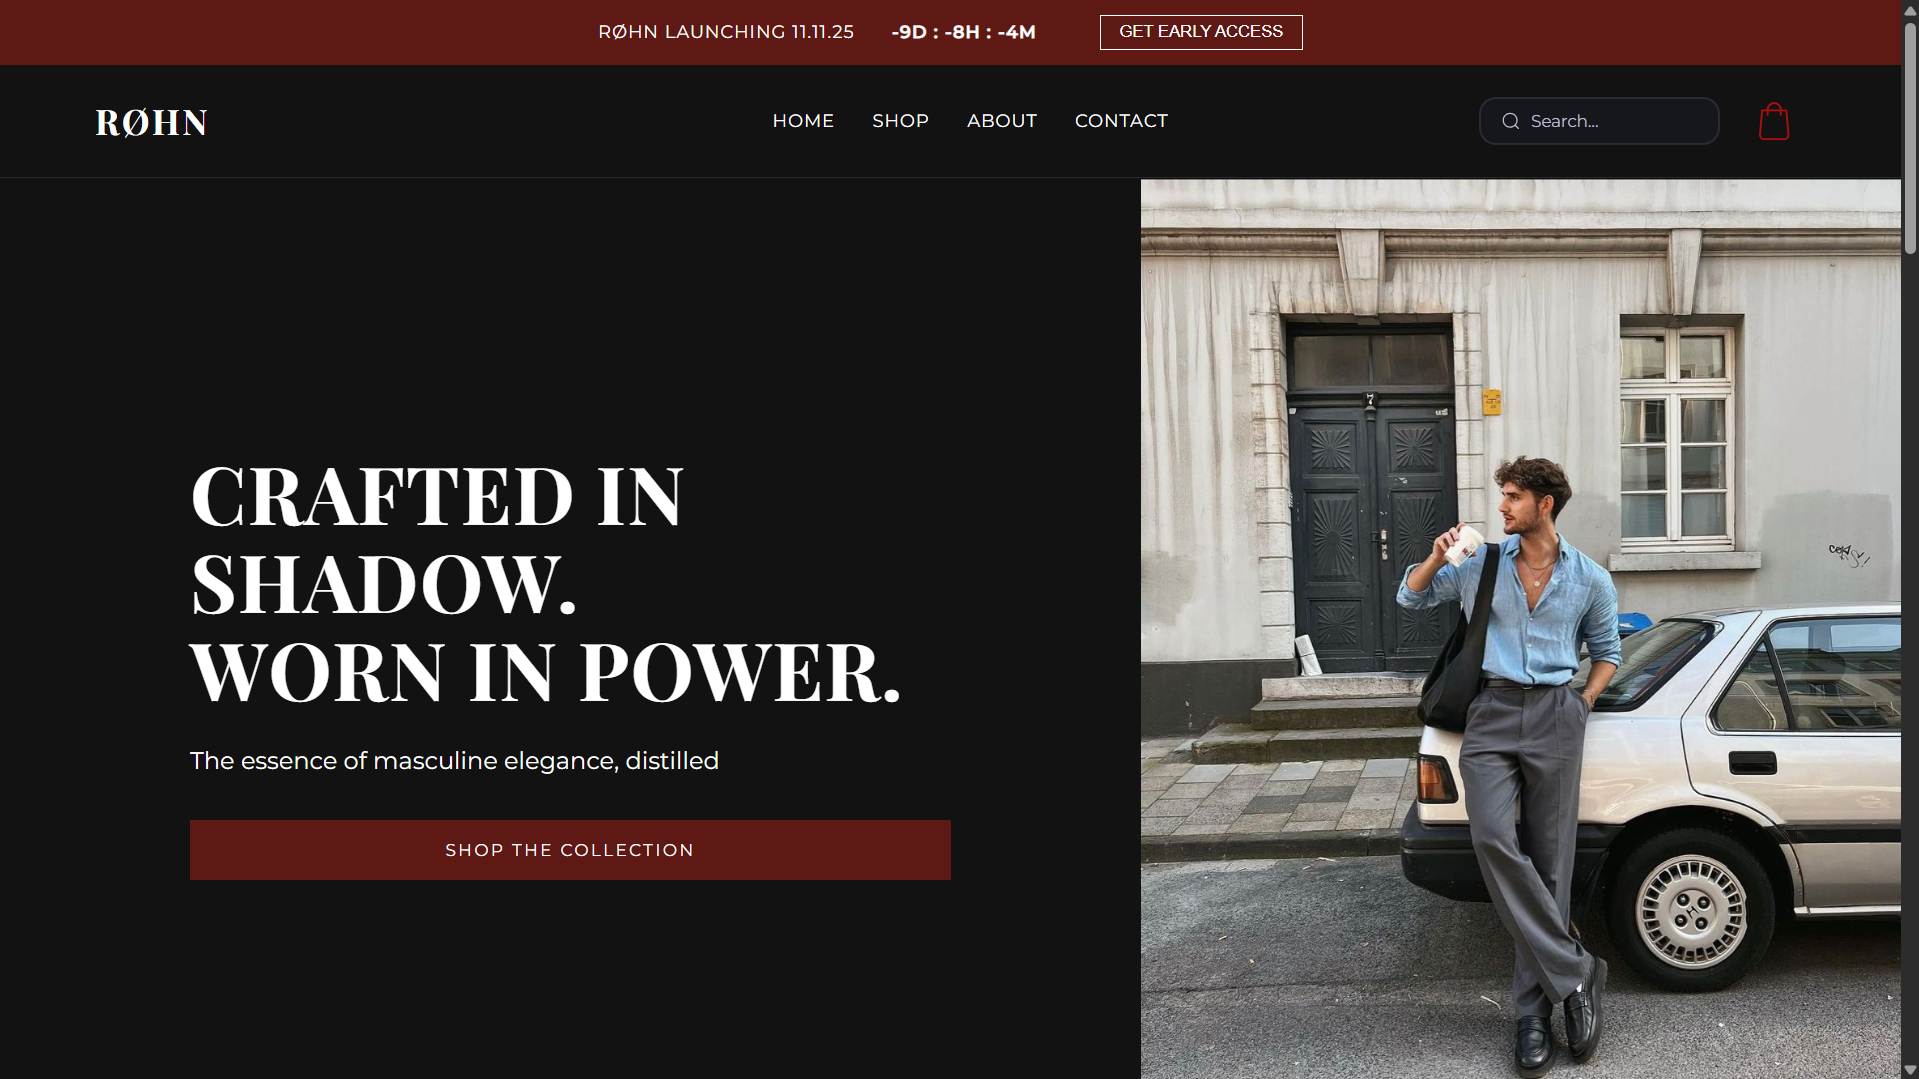 RØHN LAUNCHING 11.11.25 -9D : -8H : -4M GET EARLY ACCESS
RØHN HOME SHOP ABOUT CONTACT Search...
CRAFTED IN
SHADOW.
WORN IN POWER.
The essence of masculine elegance, distilled
SHOP THE COLLECTION